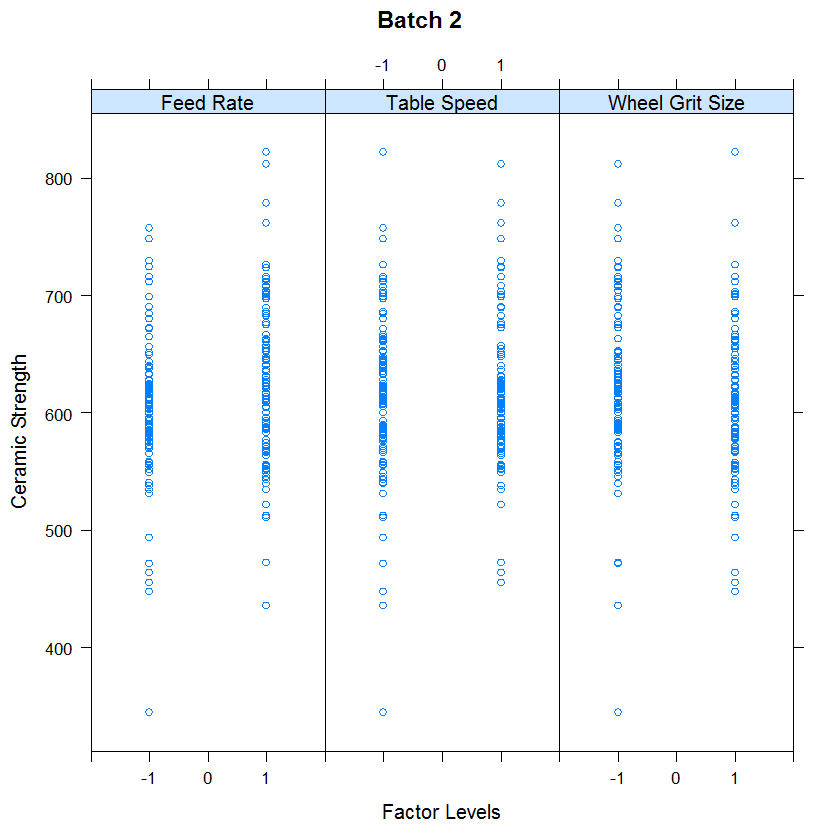 Batch 2
-1 0 1
Feed Rate Table Speed Wheel Grit Size
800
700
600
500
400
Ceramic Strength
-1 0 1 -1 0 1
Factor Levels